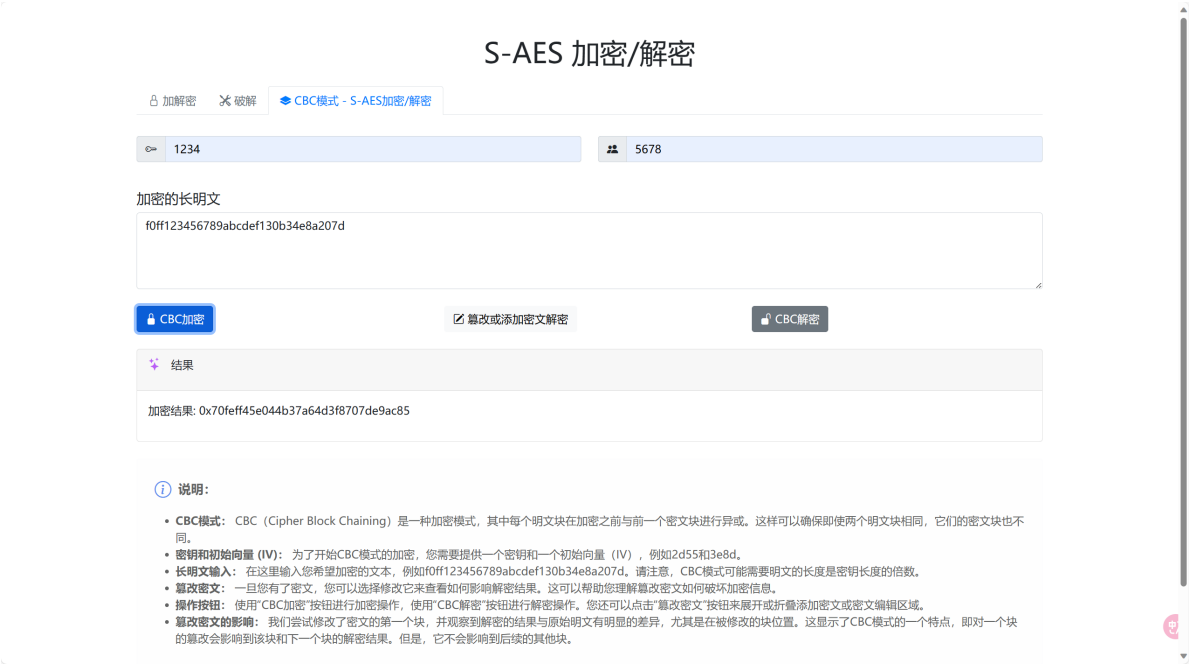 S-AES 加密/解密
加解密 破解 CBC模式 - S-AES加密/解密
1234 5678
加密的长明文
f0ff123456789abcdef130b34e8a207d
CBC加密 篡改或添加密文解密 CBC解密
结果
加密结果: 0x70feff45e044b37a64d3f8707de9ac85
说明：
CBC模式： CBC（Cipher Block Chaining）是一种加密模式，其中每个明文块在加密之前与前一个密文块进行异或。这样可以确保即使两个明文块相同，它们的密文块也不
同。
密钥和初始向量 (IV)： 为了开始CBC模式的加密，您需要提供一个密钥和一个初始向量（IV），例如2d55和3e8d。
长明文输入： 在这里输入您希望加密的文本，例如f0ff123456789abcdef130b34e8a207d。请注意，CBC模式可能需要明文的长度是密钥长度的倍数。
篡改密文： 一旦您有了密文，您可以选择修改它来查看如何影响解密结果。这可以帮助您理解篡改密文如何破坏加密信息。
操作按钮： 使用“CBC加密”按钮进行加密操作，使用“CBC解密”按钮进行解密操作。您还可以点击“篡改密文”按钮来展开或折叠添加密文或密文编辑区域。
篡改密文的影响： 我们尝试修改了密文的第一个块，并观察到解密的结果与原始明文有明显的差异，尤其是在被修改的块位置。这显示了CBC模式的一个特点，即对一个块
的篡改会影响到该块和下一个块的解密结果。但是，它不会影响到后续的其他块。